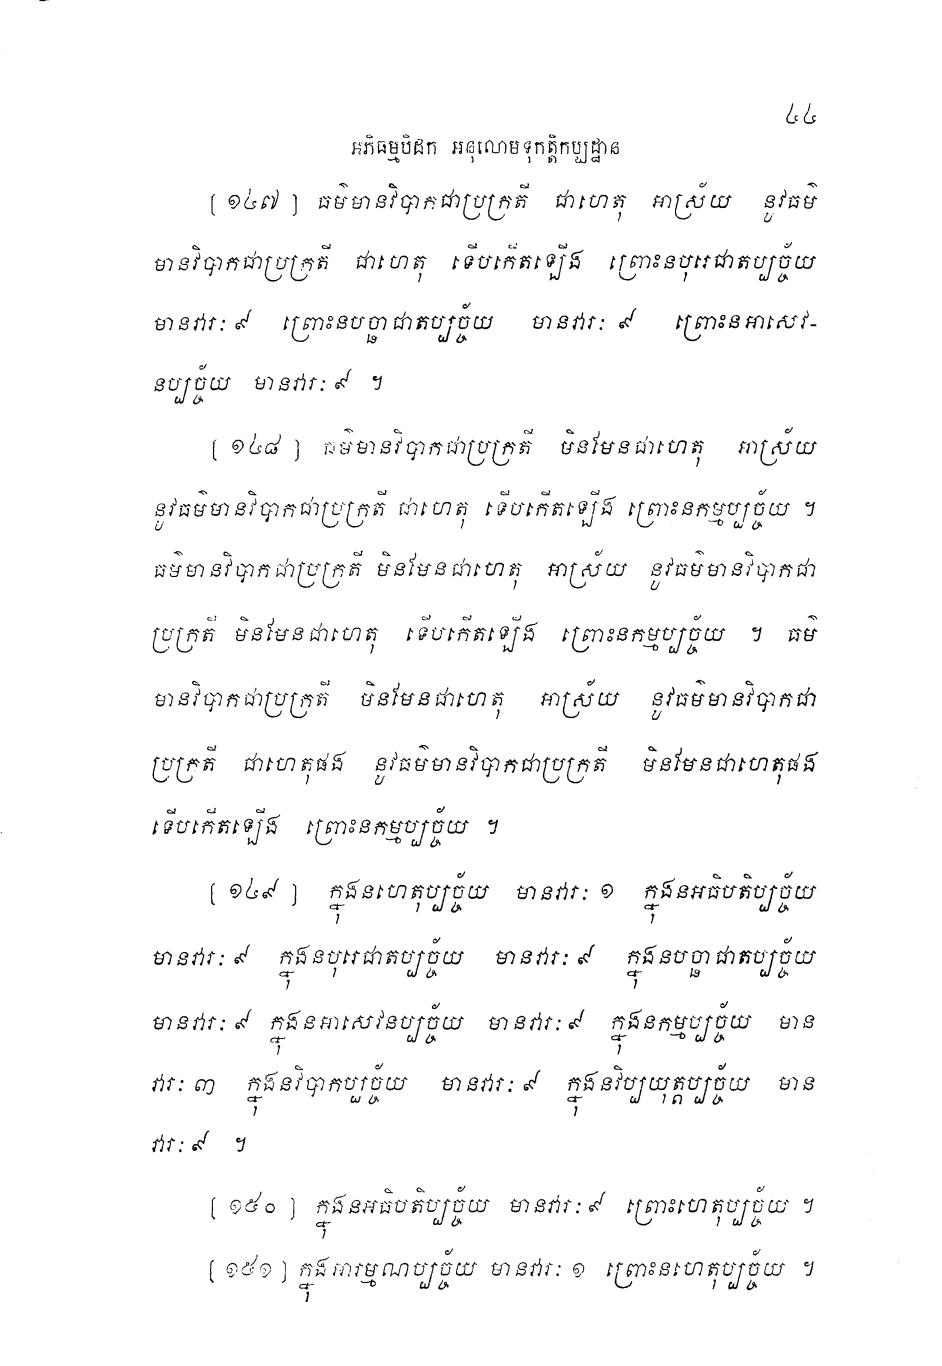 ៤៤
អភិធម្មបិដក អនុលោមទុកត្តិកប្បដ្ឋាន
[ ១៤៧ ] ធម៌មានវិបាកជាប្រក្រតី ជាហេតុ អាស្រ័យ នូវធម៌
មានវិបាកជាប្រក្រតី ជាហេតុ ទើបកើតឡើង ព្រោះនបុរេជាតប្បច្ច័យ
មានវារៈ ៩ ព្រោះនបច្ឆាជាតប្បច្ច័យ មានវារៈ ៩ ព្រោះនអាសេវ-
នប្បច្ច័យ មានវារៈ ៩ ។
[ ១៤៨ ] ធម៌មានវិបាកជាប្រក្រតី មិនមែនជាហេតុ អាស្រ័យ
នូវធម៌មានវិបាកជាប្រក្រតី ជាហេតុ ទើបកើតឡើង ព្រោះនកម្មប្បច្ច័យ ។
ធម៌មានវិបាកជាប្រក្រតី មិនមែនជាហេតុ អាស្រ័យ នូវធម៌មានវិបាកជា
ប្រក្រតី មិនមែនជាហេតុ ទើបកើតឡើង ព្រោះនកម្មប្បច្ច័យ ។ ធម៌
មានវិបាកជាប្រក្រតី មិនមែនជាហេតុ អាស្រ័យ នូវធម៌មានវិបាកជា
ប្រក្រតី ជាហេតុផង នូវធម៌មានវិបាកជាប្រក្រតី មិនមែនជាហេតុផង
ទើបកើតឡើង ព្រោះនកម្មប្បច្ច័យ ។
[ ១៤៩ ] ក្នុងនហេតុប្បច្ច័យ មានវារៈ ១ ក្នុងនអធិបតិប្បច្ច័យ
មានវារៈ ៩ ក្នុងនបុរេជាតប្បច្ច័យ មានវារៈ ៩ ក្នុងនបច្ឆាជាតប្បច្ច័យ
មានវារៈ ៩ ក្នុងនអាសេវនប្បច្ច័យ មានវារៈ ៩ ក្នុងនកម្មប្បច្ច័យ មាន
វារៈ ៣ ក្នុងនវិបាកប្បច្ច័យ មានវារៈ ៩ ក្នុងនវិប្បយុត្តប្បច្ច័យ មាន
វារៈ ៩ ។
[ ១៥០ ] ក្នុងនអធិបតិប្បច្ច័យ មានវារៈ ៩ ព្រោះហេតុប្បច្ច័យ ។
[ ១៥១ ] ក្នុងអារម្មណប្បច្ច័យ មានវារៈ ១ ព្រោះនហេតុប្បច្ច័យ ។